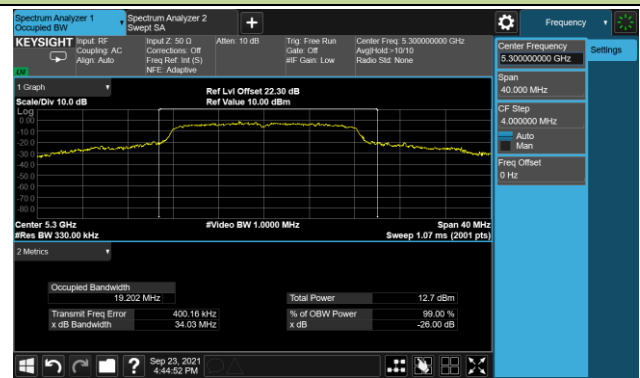 Spectrum Analyzer 1
Occupied BW
Spectrum Analyzer 2
Swept SA
+
Frequency
KEYSIGHT
Input: RF
Coupling: AC
Align: Auto
Input Z: 50 Ω
Corrections: Off
Freq Ref: Int (S)
NFE: Adaptive
Atten: 10 dB
Trig: Free Run
Gate: Off
#IF Gain: Low
Center Freq: 5.300000000 GHz
Avg|Hold:>10/10
Radio Std: None
1 Graph
Scale/Div 10.0 dB
Ref Lvl Offset 22.30 dB
Ref Value 10.00 dBm
Log
0.00
-10.0
-20.0
-30.0
-40.0
-50.0
-60.0
-70.0
-80.0
Center 5.3 GHz
#Res BW 330.00 kHz
#Video BW 1.0000 MHz
Span 40 MHz
Sweep 1.07 ms (2001 pts)
2 Metrics
Occupied Bandwidth
19.202 MHz
Total Power 12.7 dBm
Transmit Freq Error 400.16 kHz
% of OBW Power 99.00 %
x dB Bandwidth 34.03 MHz
x dB -26.00 dB
Sep 23, 2021
4:44:52 PM
?
Center Frequency
5.300000000 GHz
Settings
Span
40.000 MHz
CF Step
4.000000 MHz
Auto
Man
Freq Offset
0 Hz